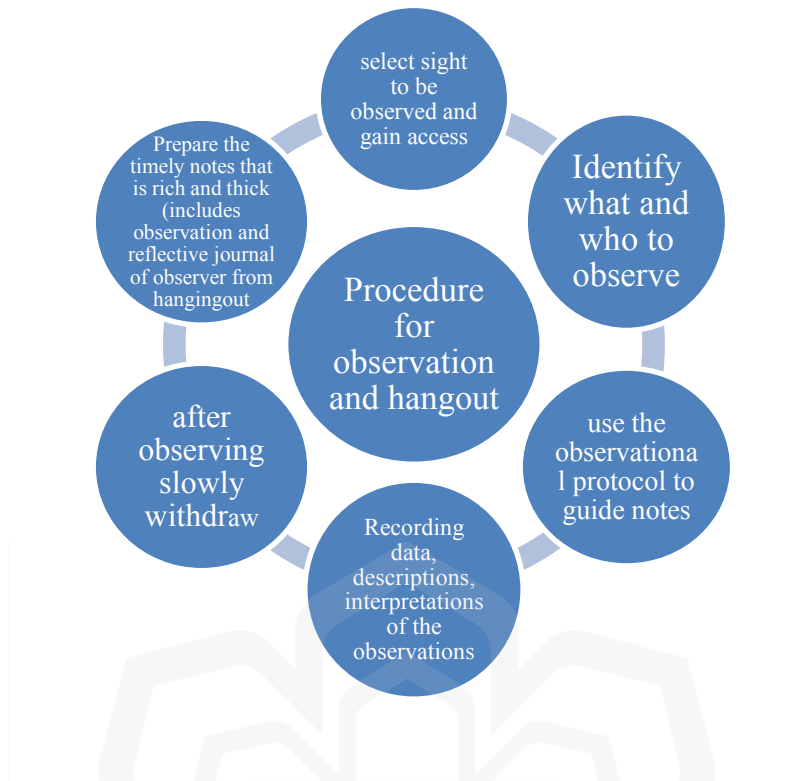 select sight
to be
observed and
gain access
Identify
what and
who to
observe
use the
observationa
l protocol to
guide notes
Recording
data,
descriptions,
interpretations
of the
observations
after
observing
slowly
withdraw
Prepare the
timely notes that
is rich and thick
(includes
observation and
reflective journal
of observer from
hangingout
Procedure
for
observation
and hangout